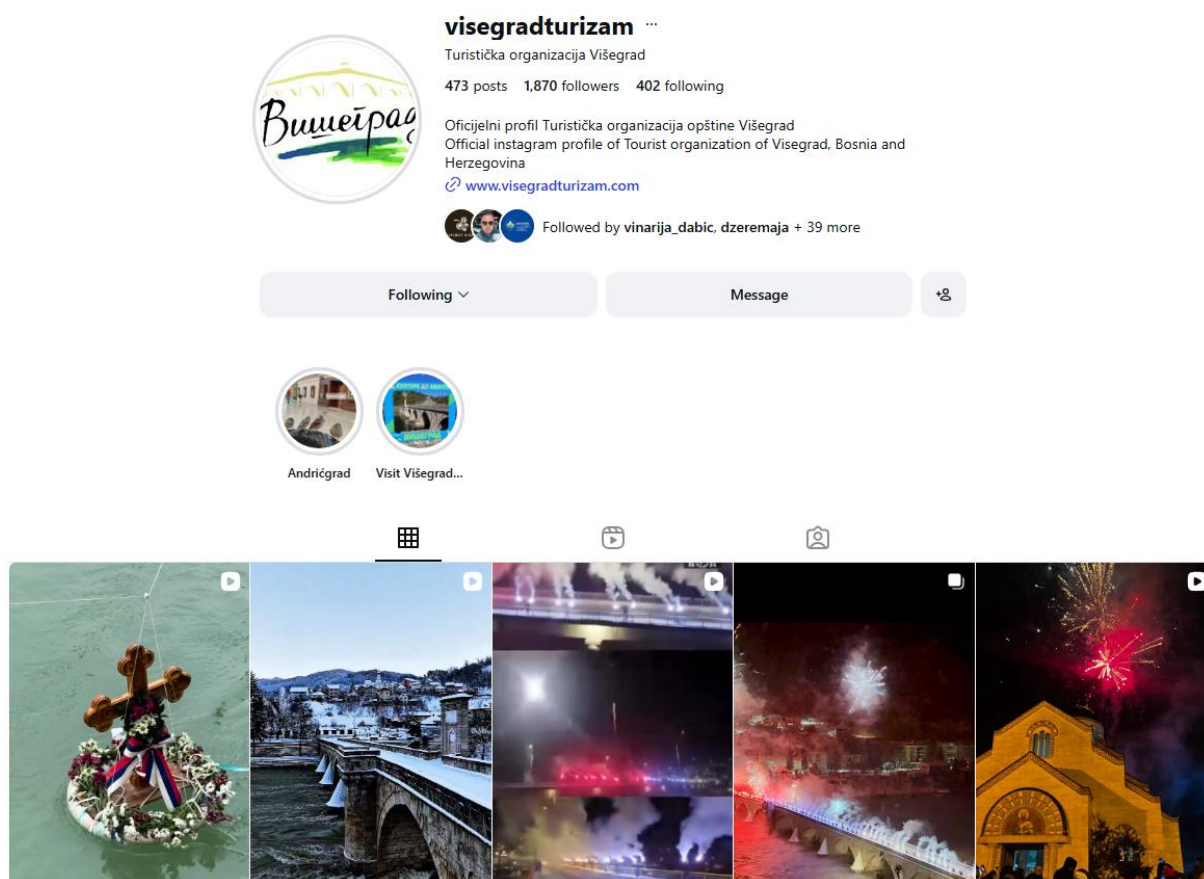 visegradturizam ...
Turistička organizacija Višegrad
473 posts 1,870 followers 402 following
Вишеград
Oficijelni profil Turistička organizacija opštine Višegrad
Official instagram profile of Tourist organization of Visegrad, Bosnia and
Herzegovina
www.visegradturizam.com
Followed by vinarija_dabic, dzeremaja + 39 more
Following
Message
Andrićgrad
ВИШЕГРАД
Visit Višegrad...